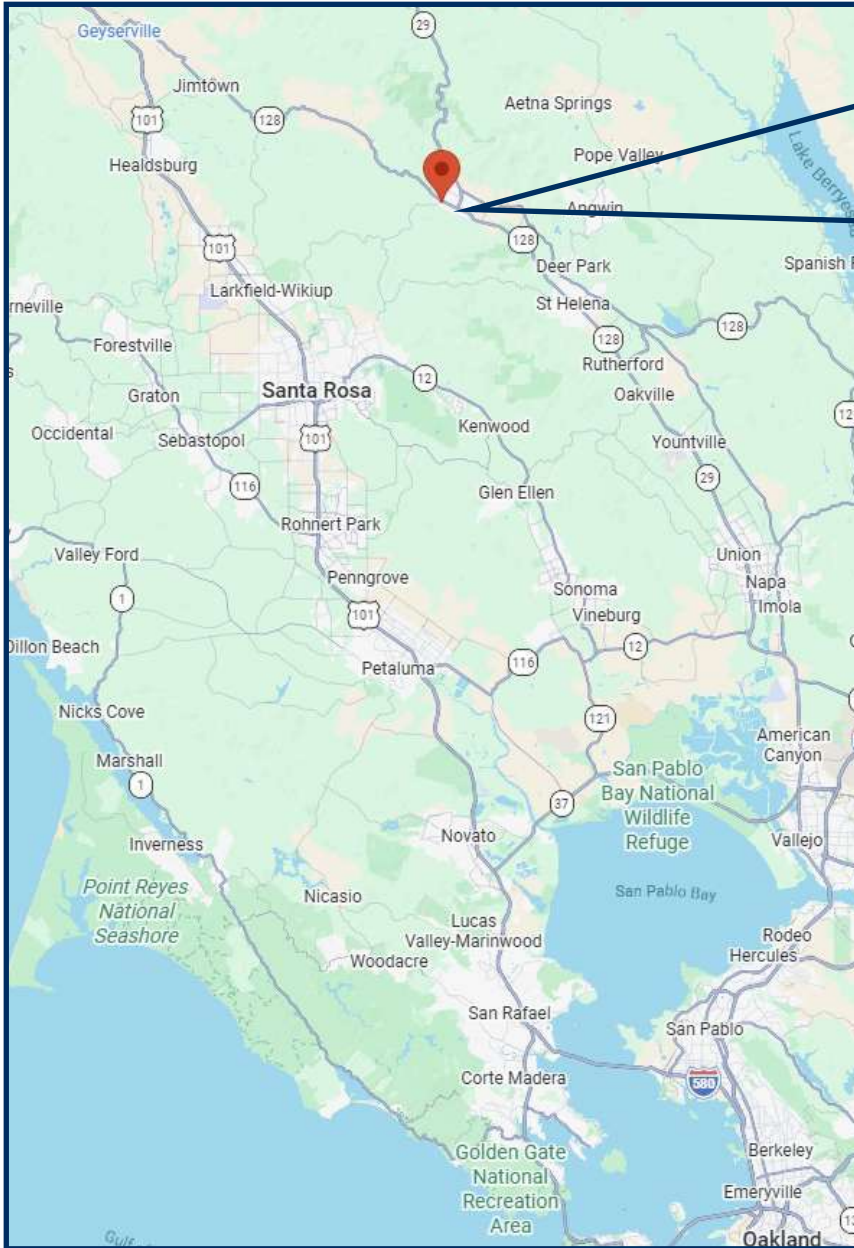 29
Geyserville
Jimtown
Aetna Springs
101
128
Pope Valley
Healdsburg
Angwin
101
128
Deer Park
Spanish
Larkfield-Wikiup
St Helena
rneville
128
128
Forestville
Rutherford
s
12
Santa Rosa
Graton
Oakville
12
Kenwood
Occidental
Sebastopol
101
Yountville
116
29
Glen Ellen
Rohnert Park
Valley Ford
Union
Penngrove
Napa
1
Sonoma
Imola
101
Vineburg
Dillon Beach
12
116
Petaluma
Nicks Cove
121
American
Canyon
Marshall
San Pablo
Bay National
Wildlife
Refuge
1
37
Novato
Vallejo
Inverness
Point Reyes
National
Seashore
Nicasio
San Pablo Bay
Lucas
Valley-Marinwood
Rodeo
Hercules
Woodacre
San Rafael
San Pablo
580
Corte Madera
Golden Gate
National
Recreation
Area
Berkeley
Emeryville
13
Oakland